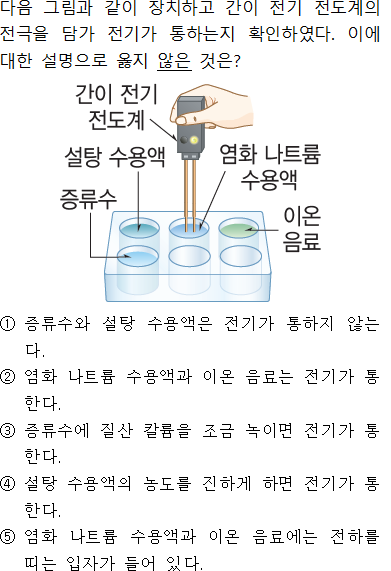 다음 그림과 같이 장치하고 간이 전기 전도계의
전극을 담가 전기가 통하는지 확인하였다. 이에
대한 설명으로 옳지 않은 것은?
간이 전기
전도계
설탕 수용액
염화 나트륨
수용액
증류수
이온
음료
① 증류수와 설탕 수용액은 전기가 통하지 않는
다.
② 염화 나트륨 수용액과 이온 음료는 전기가 통
한다.
③ 증류수에 질산 칼륨을 조금 녹이면 전기가 통
한다.
④ 설탕 수용액의 농도를 진하게 하면 전기가 통
한다.
⑤ 염화 나트륨 수용액과 이온 음료에는 전하를
띠는 입자가 들어 있다.